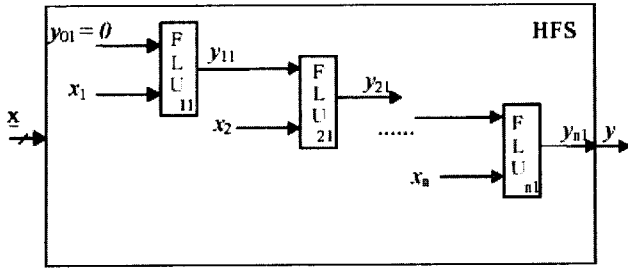 HFS
y01 = 0
F L U 11
y11
x1
F L U 21
y21
x2
......
F L U n1
yn1
y
xn
x